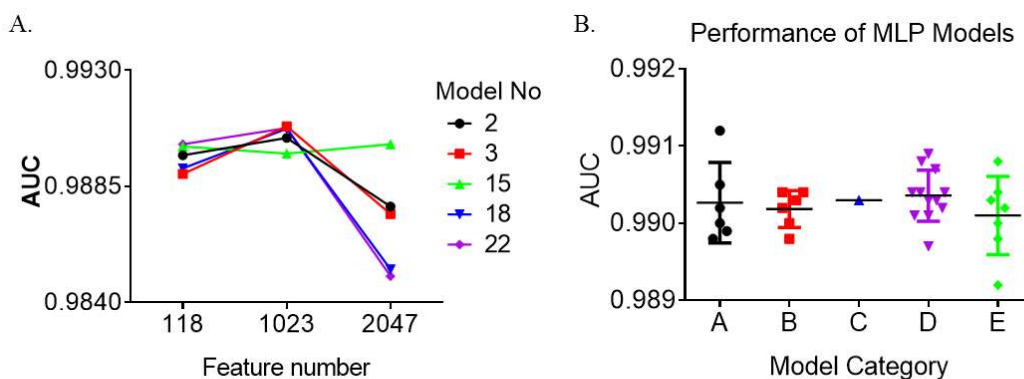 A.
AUC
0.9930
0.9885
0.9840
118 1023 2047
Feature number
Model No
2
3
15
18
22
B.
Performance of MLP Models
AUC
0.992
0.991
0.990
0.989
A B C D E
Model Category